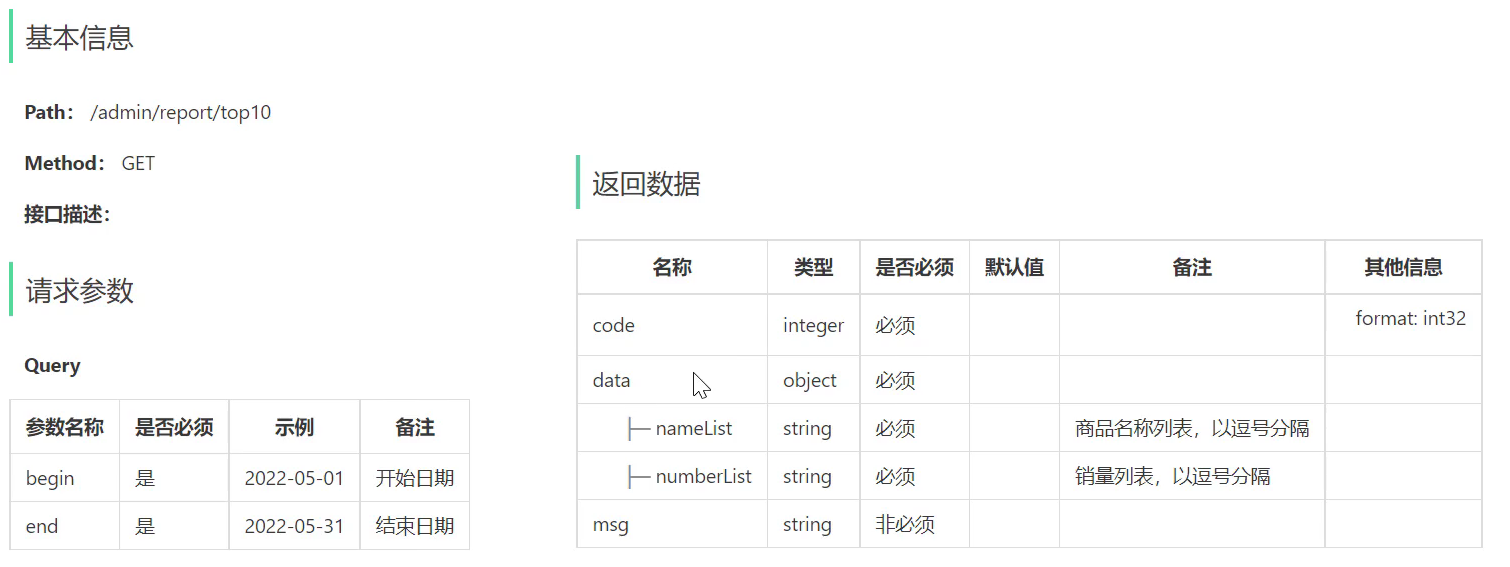 基本信息
Path： /admin/report/top10
Method： GET
接口描述：
请求参数
Query
参数名称 是否必须 示例 备注
begin 是 2022-05-01 开始日期
end 是 2022-05-31 结束日期
返回数据
名称 类型 是否必须 默认值 备注 其他信息
code integer 必须 format: int32
data object 必须
├─ nameList string 必须 商品名称列表，以逗号分隔
├─ numberList string 必须 销量列表，以逗号分隔
msg string 非必须